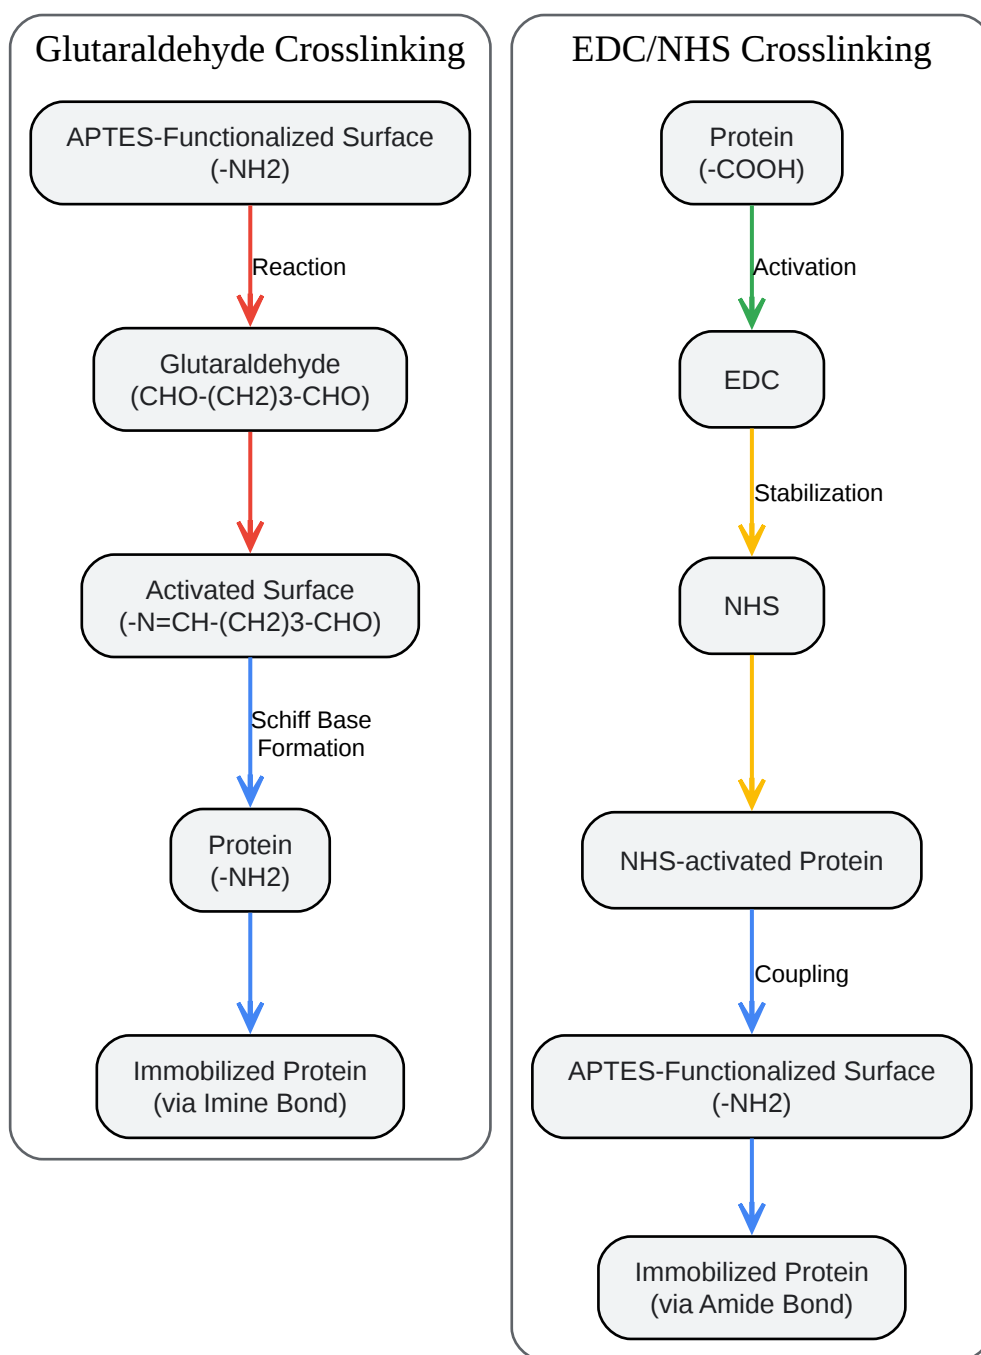 Glutaraldehyde Crosslinking
APTES-Functionalized Surface
(-NH2)
Reaction
Glutaraldehyde
(CHO-(CH2)3-CHO)
Activated Surface
(-N=CH-(CH2)3-CHO)
Schiff Base
Formation
Protein
(-NH2)
Immobilized Protein
(via Imine Bond)
EDC/NHS Crosslinking
Protein
(-COOH)
Activation
EDC
Stabilization
NHS
NHS-activated Protein
Coupling
APTES-Functionalized Surface
(-NH2)
Immobilized Protein
(via Amide Bond)